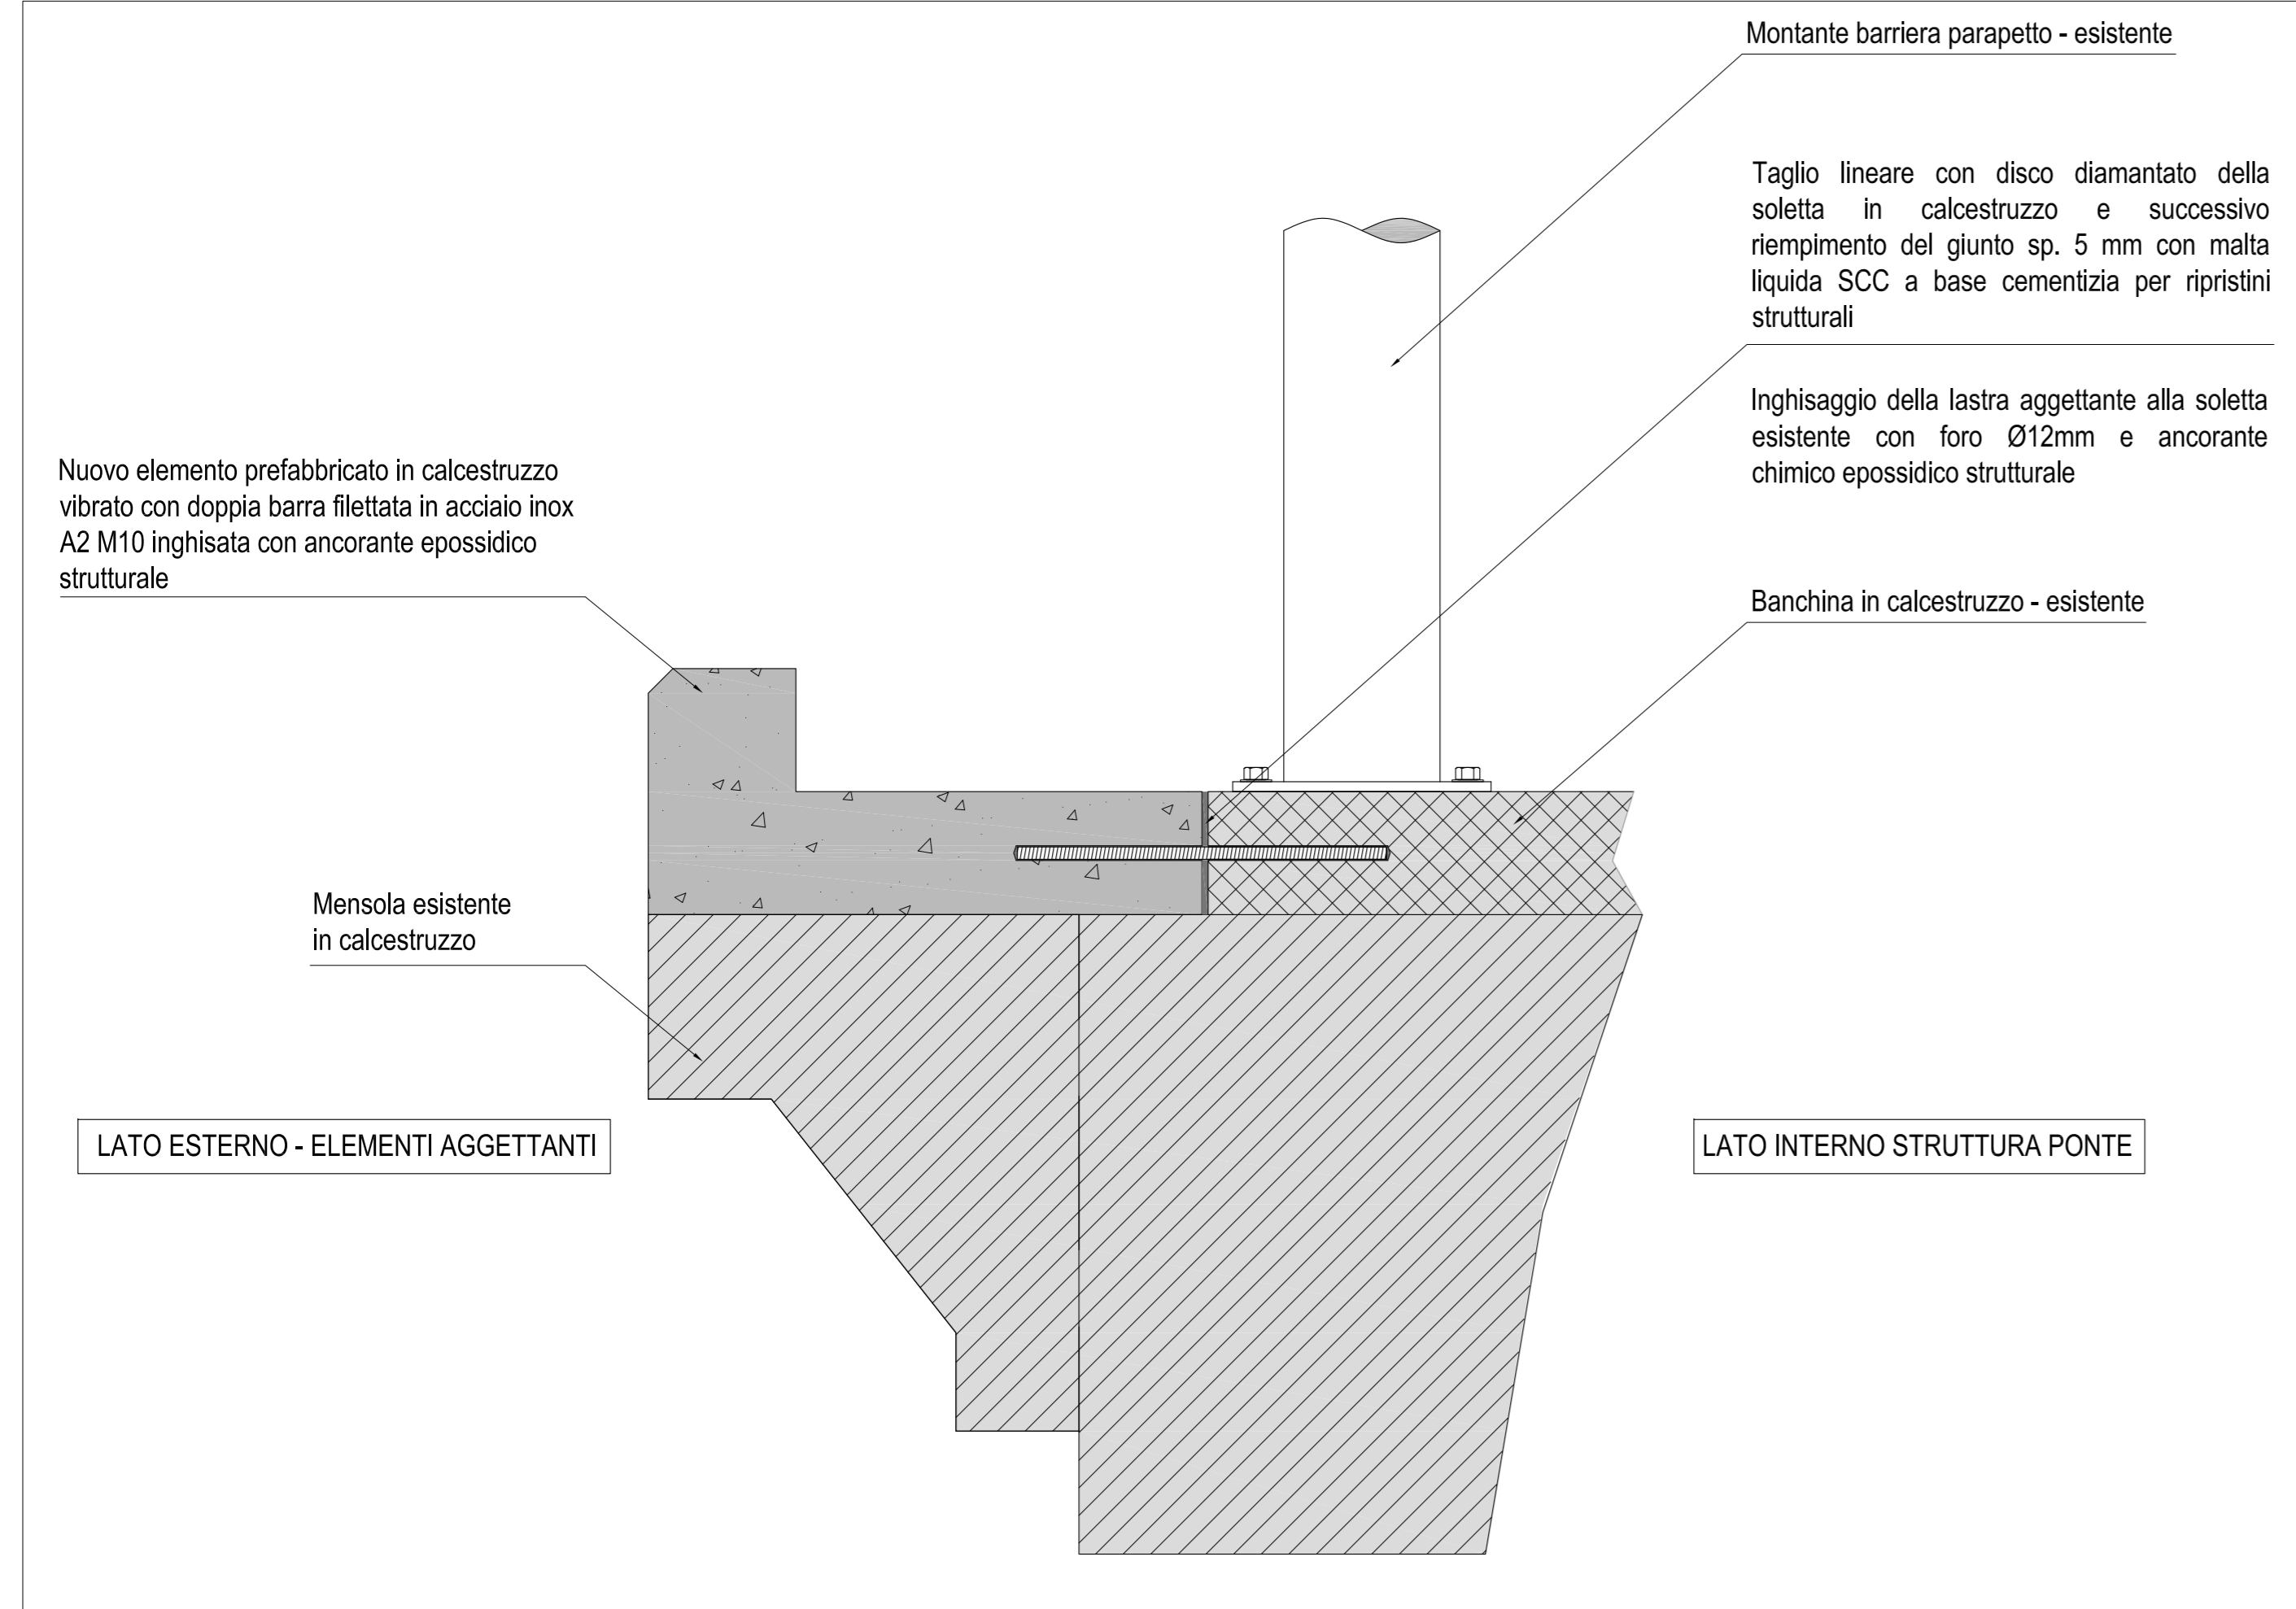 Montante barriera parapetto - esistente
Taglio lineare con disco diamantato della
soletta in calcestruzzo e successivo
riempimento del giunto sp. 5 mm con malta
liquida SCC a base cementizia per ripristini
strutturali
Inghisaggio della lastra aggettante alla soletta
esistente con foro Ø12mm e ancorante
chimico epossidico strutturale
Nuovo elemento prefabbricato in calcestruzzo
vibrato con doppia barra filettata in acciaio inox
A2 M10 inghisata con ancorante epossidico
strutturale
Banchina in calcestruzzo - esistente
Mensola esistente
in calcestruzzo
LATO ESTERNO - ELEMENTI AGGETTANTI
LATO INTERNO STRUTTURA PONTE